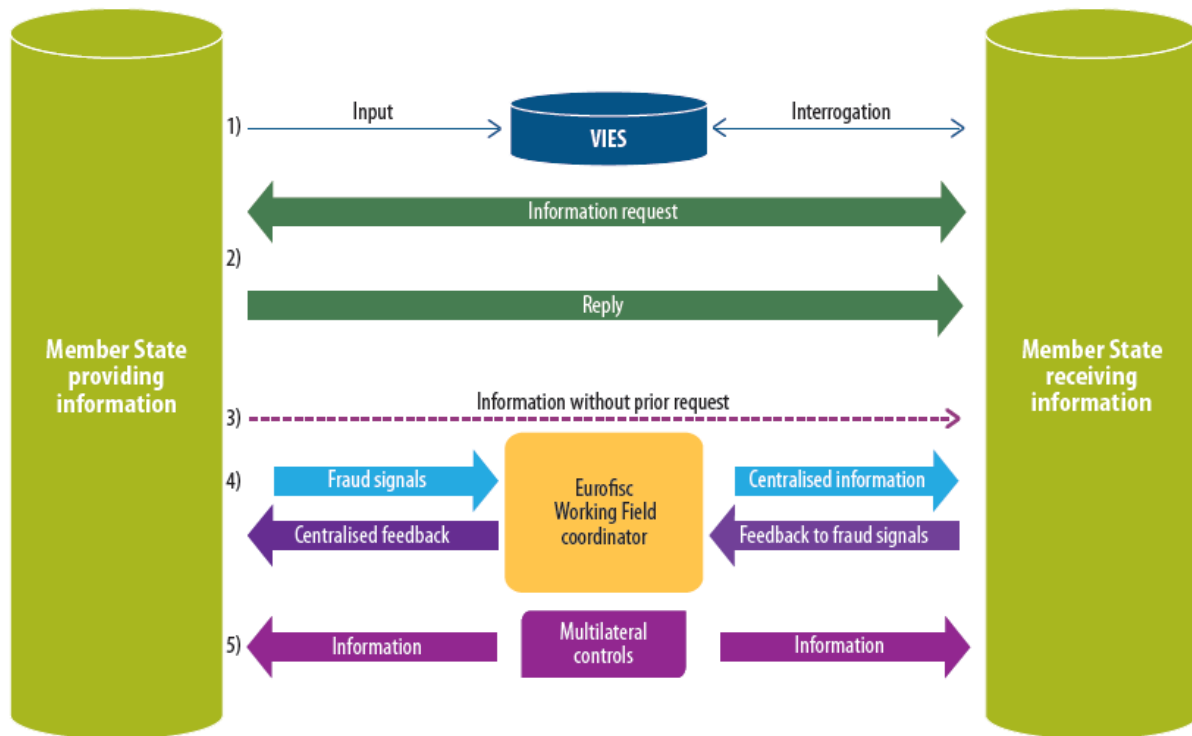 1)
Input
VIES
Interrogation
Information request
2)
Reply
Member State
providing
information
Member State
receiving
information
3)
Information without prior request
4)
Fraud signals
Eurofisc
Working Field
coordinator
Centralised information
Centralised feedback
Feedback to fraud signals
5)
Information
Multilateral
controls
Information